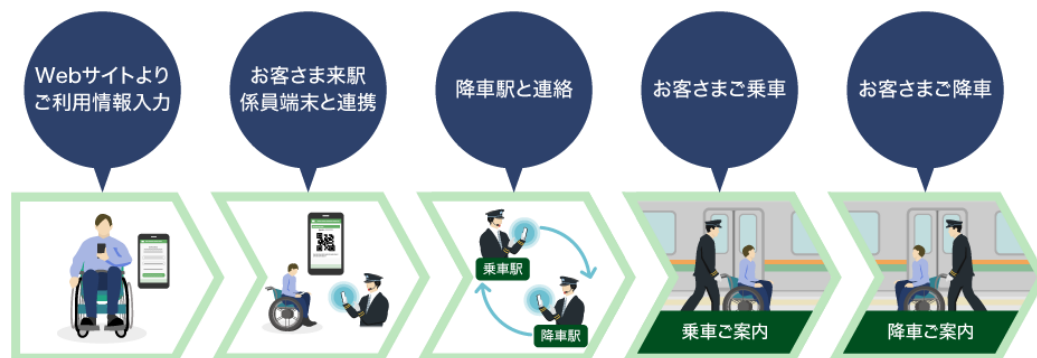 Webサイトより
ご利用情報入力
お客さま来駅
係員端末と連携
降車駅と連絡
お客さまご乗車
お客さまご降車
乗車駅
降車駅
乗車ご案内
降車ご案内